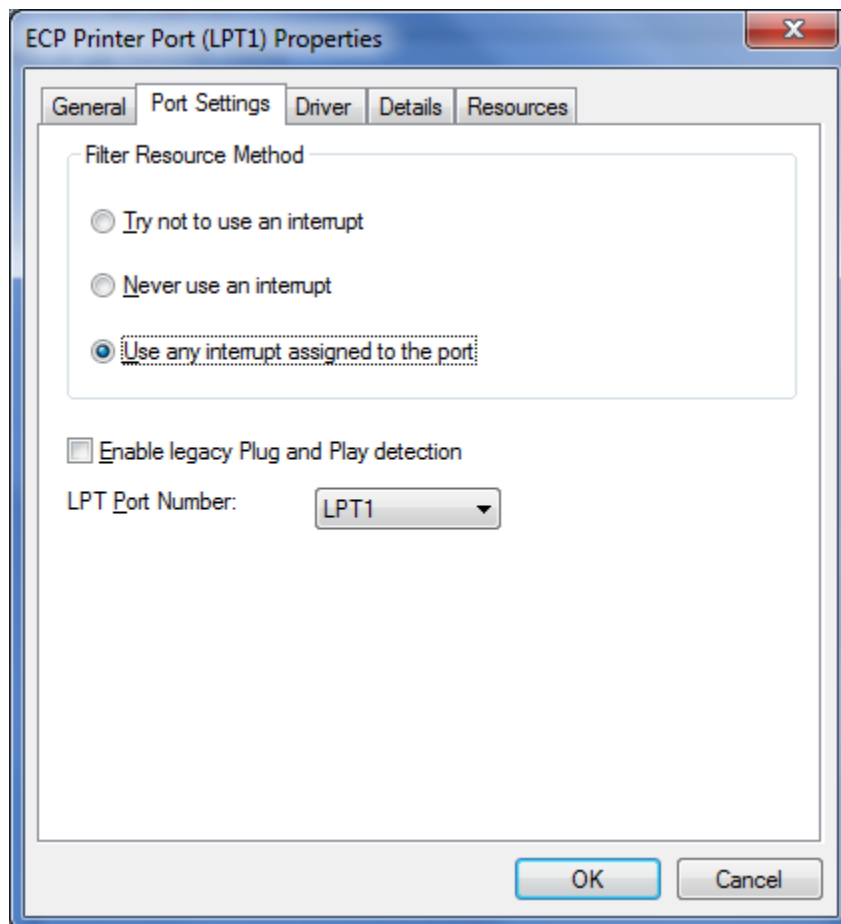 ECP Printer Port (LPT1) Properties
General Port Settings Driver Details Resources
Filter Resource Method
Try not to use an interrupt
Never use an interrupt
Use any interrupt assigned to the port
Enable legacy Plug and Play detection
LPT Port Number: LPT1
OK Cancel